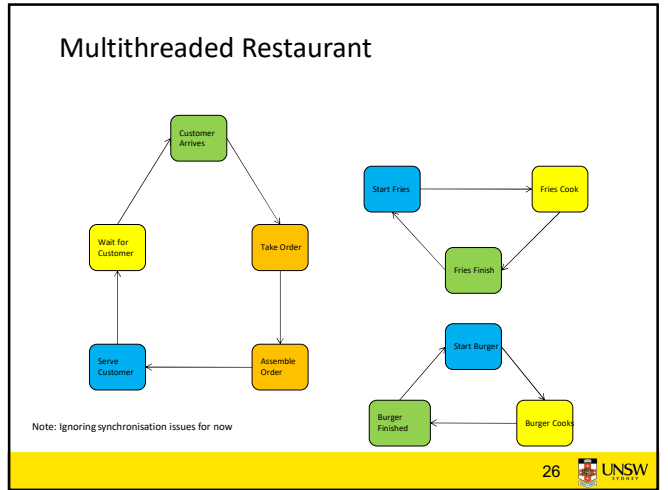 Multithreaded Restaurant
Customer
Arrives
Wait for
Customer
Take Order
Serve
Customer
Assemble
Order
Start Fries
Fries Cook
Fries Finish
Start Burger
Burger
Finished
Burger Cooks
Note: Ignoring synchronisation issues for now
26
UNSW
SYDNEY